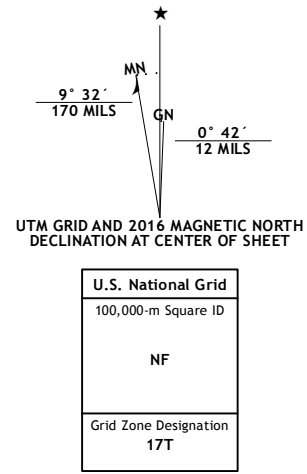 ★
MN
9° 32´
170 MILS
GN
0° 42´
12 MILS
UTM GRID AND 2016 MAGNETIC NORTH
DECLINATION AT CENTER OF SHEET
U.S. National Grid
100,000-m Square ID
NF
Grid Zone Designation
17T